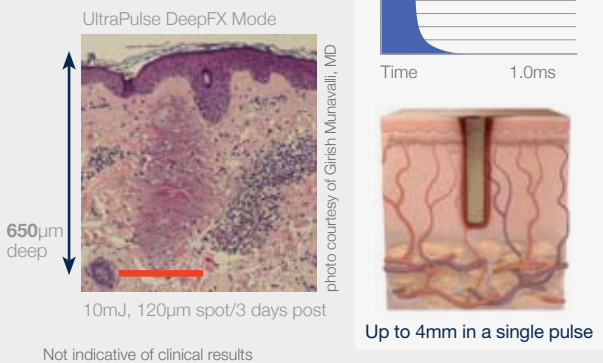 UltraPulse DeepFX Mode
650µm
deep
photo courtesy of Girish Munavalli, MD
10mJ, 120µm spot/3 days post
Not indicative of clinical results
Time 1.0ms
Up to 4mm in a single pulse